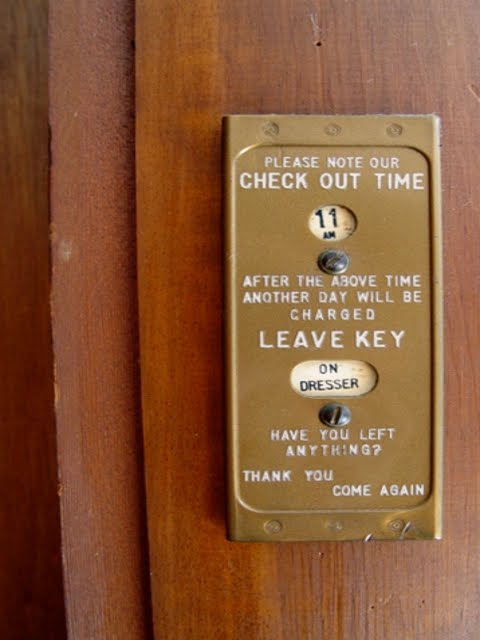 PLEASE NOTE OUR
CHECK OUT TIME
11
AM
AFTER THE ABOVE TIME
ANOTHER DAY WILL BE
CHARGED
LEAVE KEY
ON
DRESSER
HAVE YOU LEFT
ANYTHING?
THANK YOU
COME AGAIN